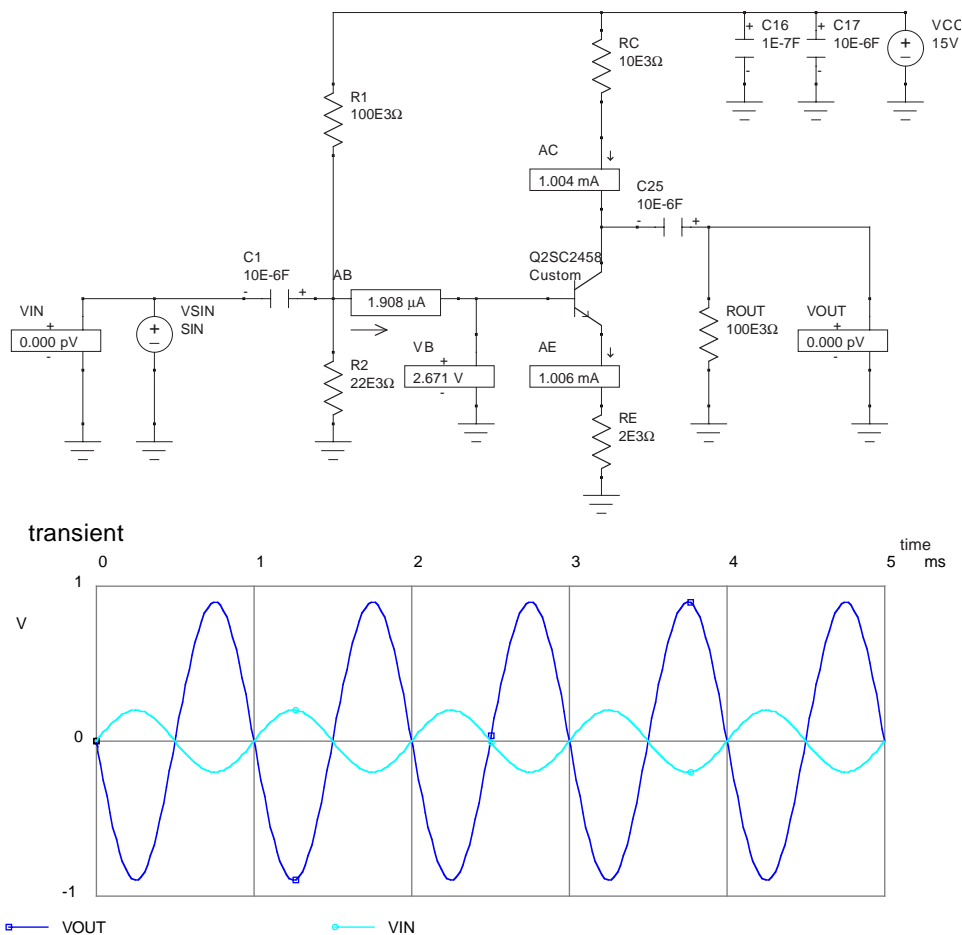 C16
1E-7F
C17
10E-6F
VCC
15V
RC
10E3Ω
R1
100E3Ω
AC
1.004 mA
C25
10E-6F
Q2SC2458
Custom
C1
10E-6F
AB
1.908 µA
VIN
0.000 pV
VSIN
SIN
ROUT
100E3Ω
VOUT
0.000 pV
R2
22E3Ω
VB
2.671 V
AE
1.006 mA
RE
2E3Ω
transient
time
0 1 2 3 4 5 ms
1
V
0
-1
VOUT VIN